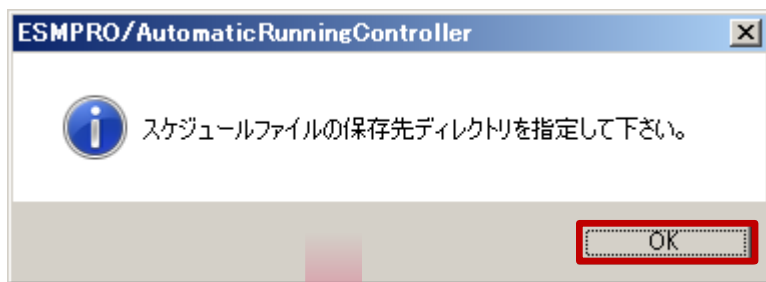 ESMPRO/AutomaticRunningController
スケジュールファイルの保存先ディレクトリを指定して下さい。
OK